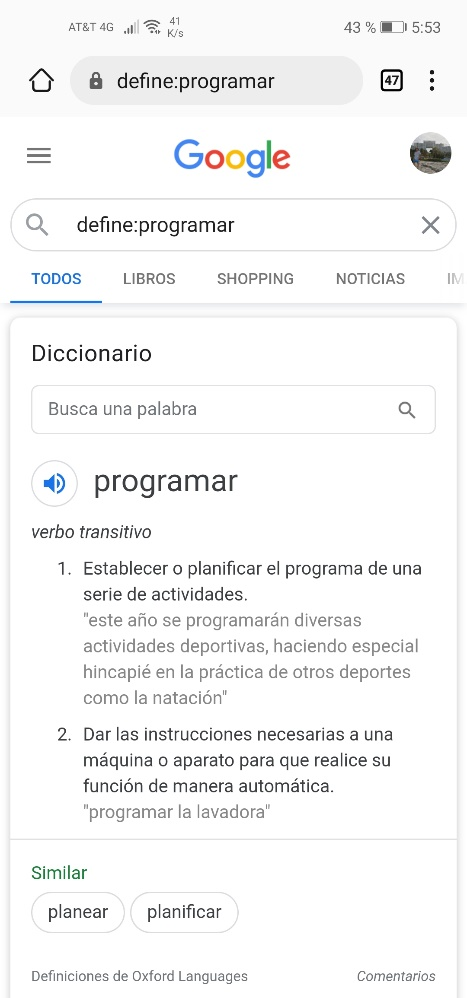 AT&T 4G 41 K/s 43 % 5:53
define:programar 47
Google
define:programar
TODOS LIBROS SHOPPING NOTICIAS IM
Diccionario
Busca una palabra
programar
verbo transitivo
1. Establecer o planificar el programa de una
serie de actividades.
"este año se programarán diversas
actividades deportivas, haciendo especial
hincapié en la práctica de otros deportes
como la natación"
2. Dar las instrucciones necesarias a una
máquina o aparato para que realice su
función de manera automática.
"programar la lavadora"
Similar
planear planificar
Definiciones de Oxford Languages Comentarios